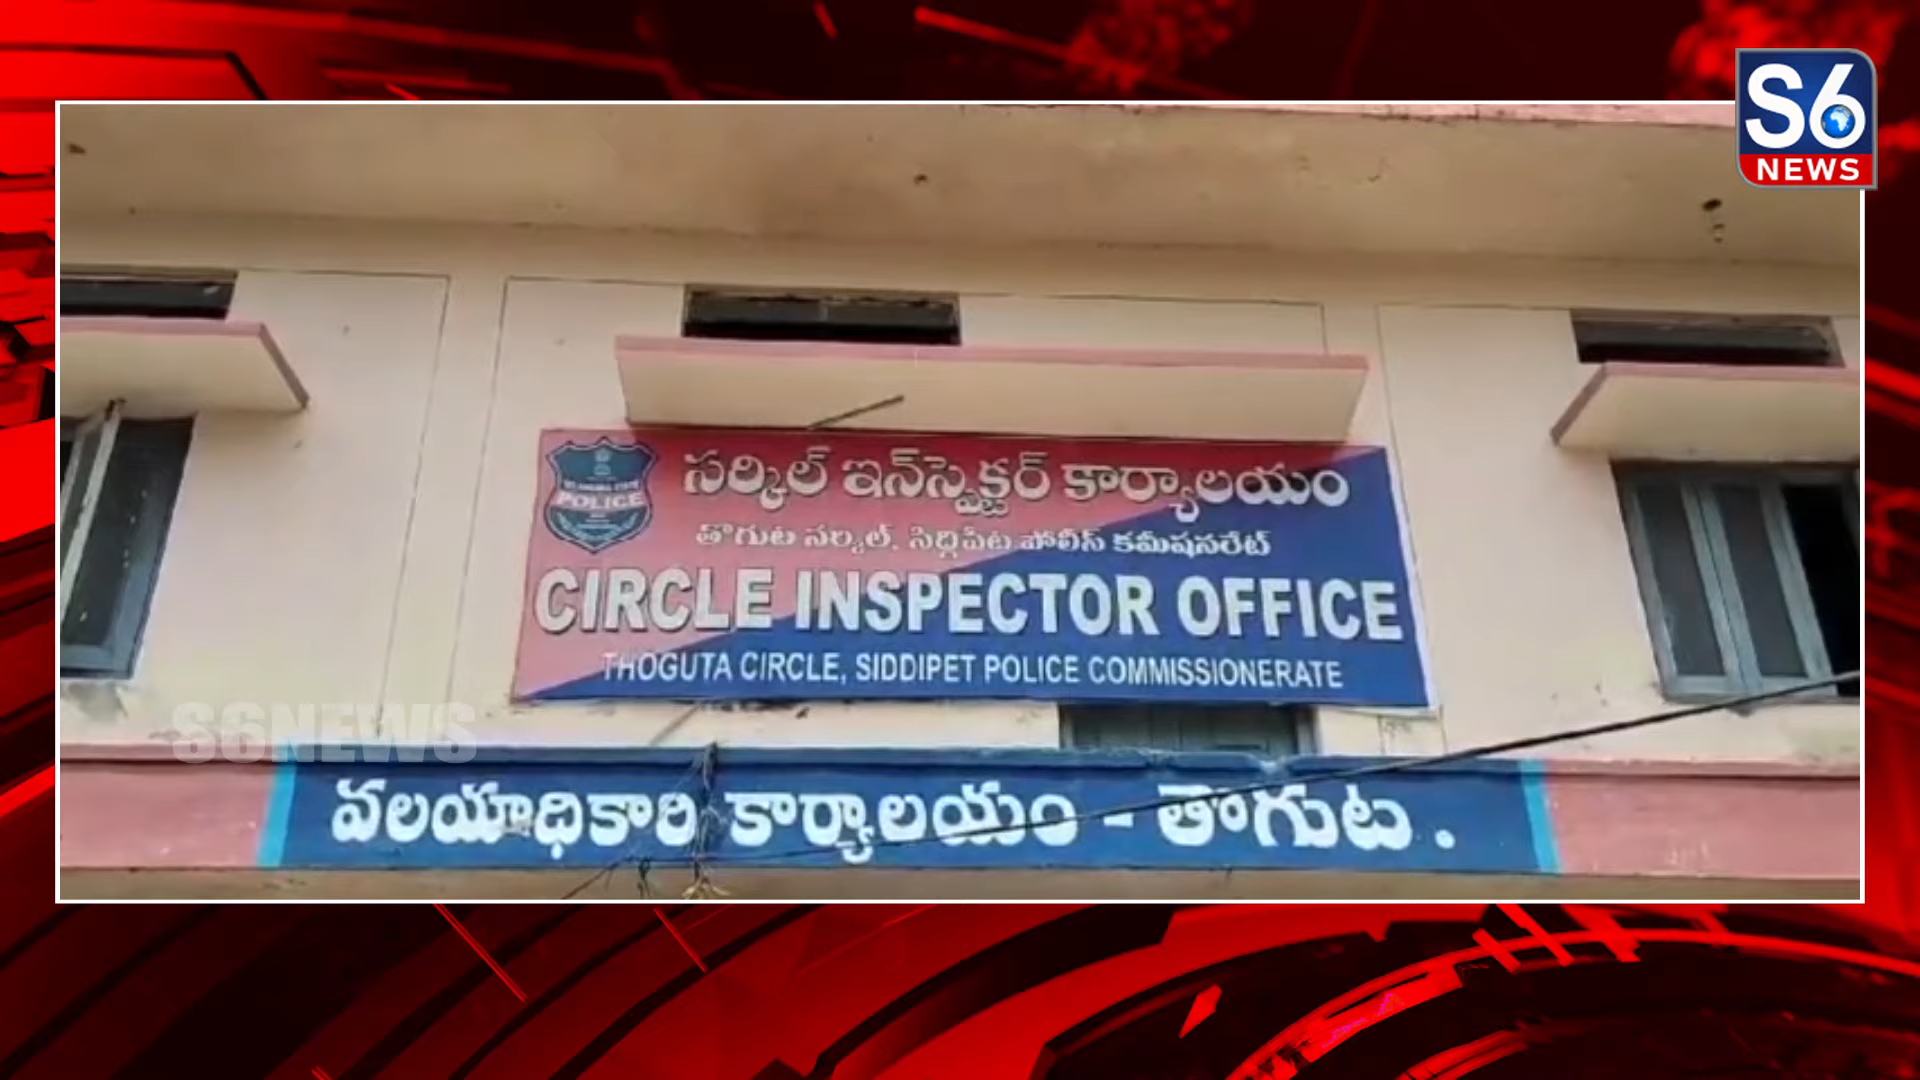 S6
NEWS
POLICE
సర్కిల్ ఇన్‌స్పెక్టర్ కార్యాలయం
తొగుట సర్కిల్, సిద్దిపేట పోలీస్ కమీషనరేట్
CIRCLE INSPECTOR OFFICE
THOGUTA CIRCLE, SIDDIPET POLICE COMMISSIONERATE
S6NEWS
వలయాధికారి కార్యాలయం - తొగుట .